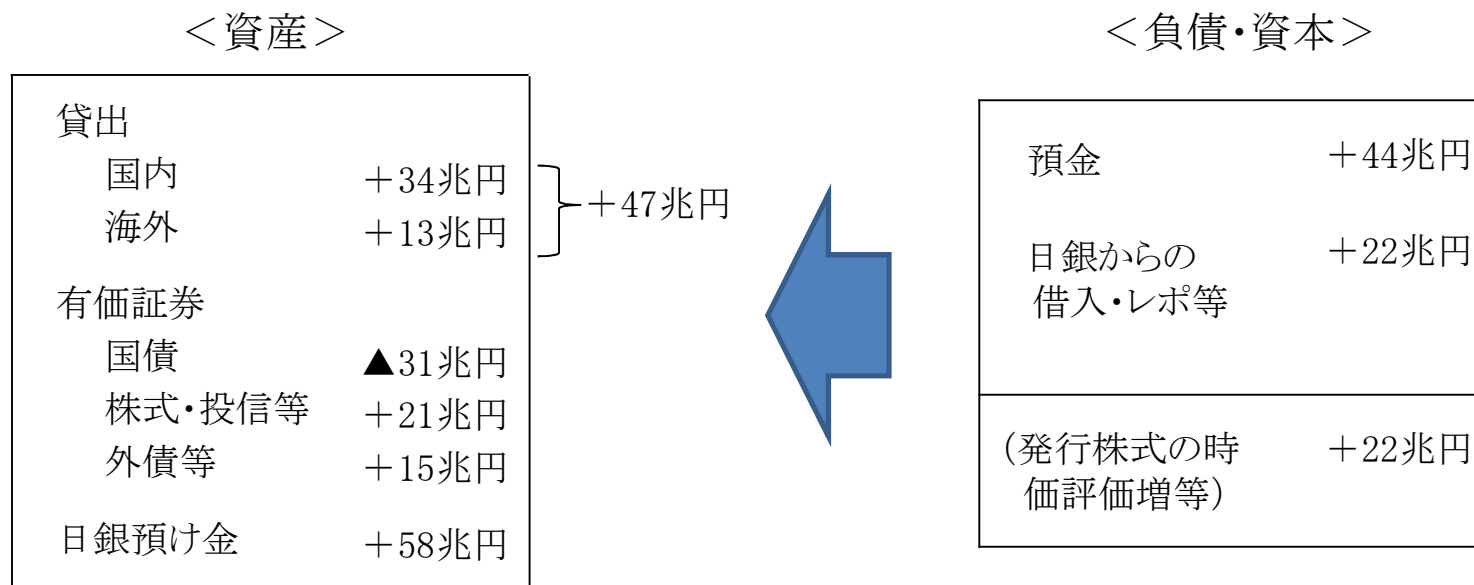 ＜資産＞
貸出
国内 ＋34兆円
海外 ＋13兆円
＋47兆円
有価証券
国債 ▲31兆円
株式・投信等 ＋21兆円
外債等 ＋15兆円
日銀預け金 ＋58兆円
＜負債・資本＞
預金 ＋44兆円
日銀からの ＋22兆円
借入・レポ等
（発行株式の時 ＋22兆円
価評価増等）